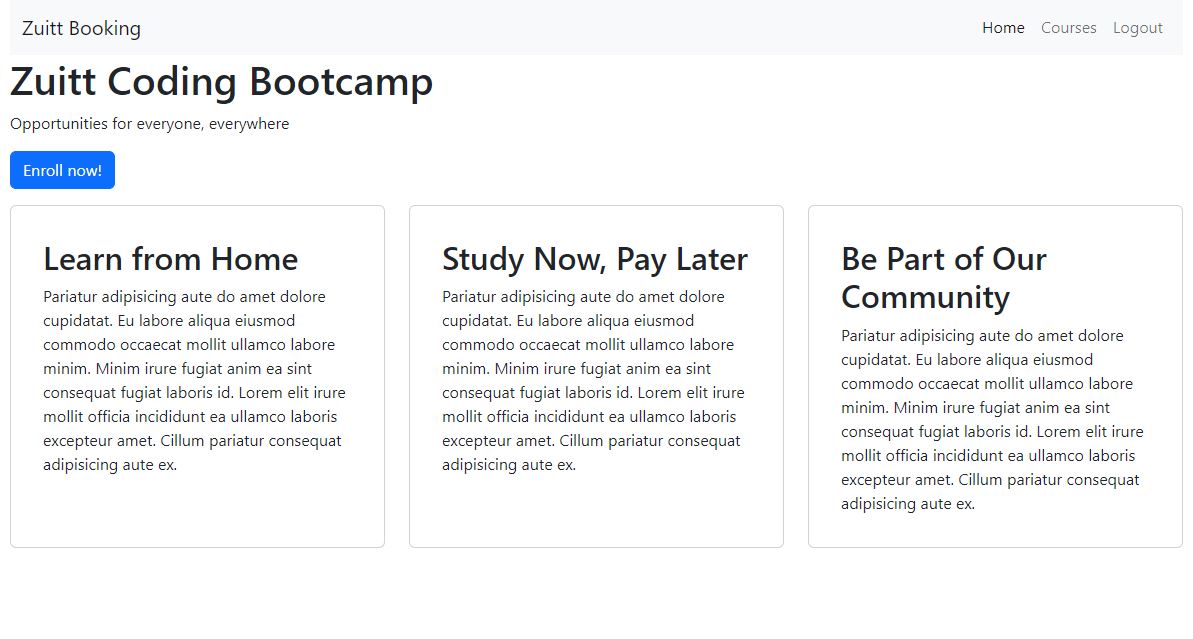 Zuitt Booking
Home Courses Logout
Zuitt Coding Bootcamp
Opportunities for everyone, everywhere
Enroll now!
Learn from Home
Pariatur adipisicing aute do amet dolore
cupidatat. Eu labore aliqua eiusmod
commodo occaecat mollit ullamco labore
minim. Minim irure fugiat anim ea sint
consequat fugiat laboris id. Lorem elit irure
mollit officia incididunt ea ullamco laboris
excepteur amet. Cillum pariatur consequat
adipisicing aute ex.
Study Now, Pay Later
Pariatur adipisicing aute do amet dolore
cupidatat. Eu labore aliqua eiusmod
commodo occaecat mollit ullamco labore
minim. Minim irure fugiat anim ea sint
consequat fugiat laboris id. Lorem elit irure
mollit officia incididunt ea ullamco laboris
excepteur amet. Cillum pariatur consequat
adipisicing aute ex.
Be Part of Our
Community
Pariatur adipisicing aute do amet dolore
cupidatat. Eu labore aliqua eiusmod
commodo occaecat mollit ullamco labore
minim. Minim irure fugiat anim ea sint
consequat fugiat laboris id. Lorem elit irure
mollit officia incididunt ea ullamco laboris
excepteur amet. Cillum pariatur consequat
adipisicing aute ex.